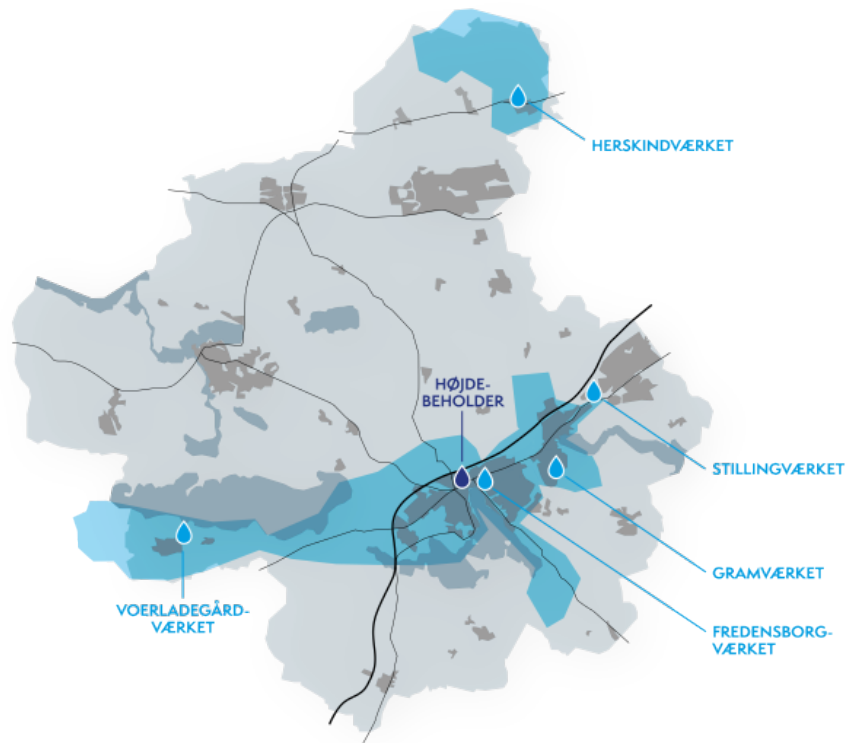 HERSKINDVÆRKET
HØJDE-
BEHOLDER
STILLINGVÆRKET
GRAMVÆRKET
VOERLADEGÅRD-
VÆRKET
FREDENSBORG-
VÆRKET